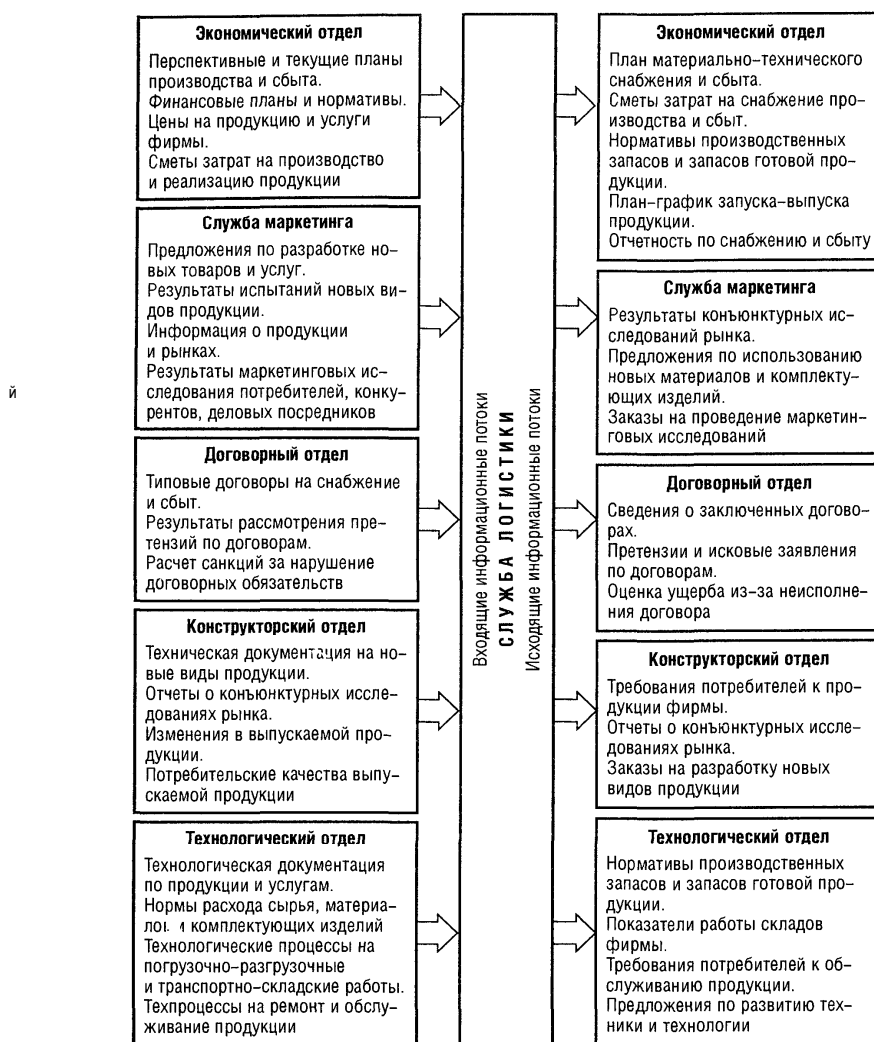 Экономический отдел
Перспективные и текущие планы
производства и сбыта.
Финансовые планы и нормативы.
Цены на продукцию и услуги
фирмы.
Сметы затрат на производство
и реализацию продукции
Служба маркетинга
Предложения по разработке но-
вых товаров и услуг.
Результаты испытаний новых ви-
дов продукции.
Информация о продукции
и рынках.
Результаты маркетинговых ис-
следования потребителей, конку-
рентов, деловых посредников
й
Договорный отдел
Типовые договоры на снабжение
и сбыт.
Результаты рассмотрения пре-
тензий по договорам.
Расчет санкций за нарушение
договорных обязательств
Конструкторский отдел
Техническая документация на но-
вые виды продукции.
Отчеты о конъюнктурных иссле-
дованиях рынка.
Изменения в выпускаемой про-
дукции.
Потребительские качества выпу-
скаемой продукции
Технологический отдел
Технологическая документация
по продукции и услугам.
Нормы расхода сырья, материа-
и комплектующих изделий
Технологические процессы на
погрузочно-разгрузочные
и транспортно-складские работы.
Техпроцессы на ремонт и обслу-
живание продукции
Входящие информационные потоки
СЛУЖБА ЛОГИСТИКИ
Исходящие информационные потоки
Экономический отдел
План материально-технического
снабжения и сбыта.
Сметы затрат на снабжение про-
изводства и сбыт.
Нормативы производственных
запасов и запасов готовой про-
дукции.
План-график запуска-выпуска
продукции.
Отчетность по снабжению и сбыту
Служба маркетинга
Результаты конъюнктурных ис-
следований рынка.
Предложения по использованию
новых материалов и комплекту-
ющих изделий.
Заказы на проведение маркетин-
говых исследований
Договорный отдел
Сведения о заключенных догово-
рах.
Претензии и исковые заявления
по договорам.
Оценка ущерба из-за неисполне-
ния договора
Конструкторский отдел
Требования потребителей к про-
дукции фирмы.
Отчеты о конъюнктурных иссле-
дованиях рынка.
Заказы на разработку новых
видов продукции
Технологический отдел
Нормативы производственных
запасов и запасов готовой про-
дукции.
Показатели работы складов
фирмы.
Требования потребителей к об-
служиванию продукции.
Предложения по развитию тех-
ники и технологии